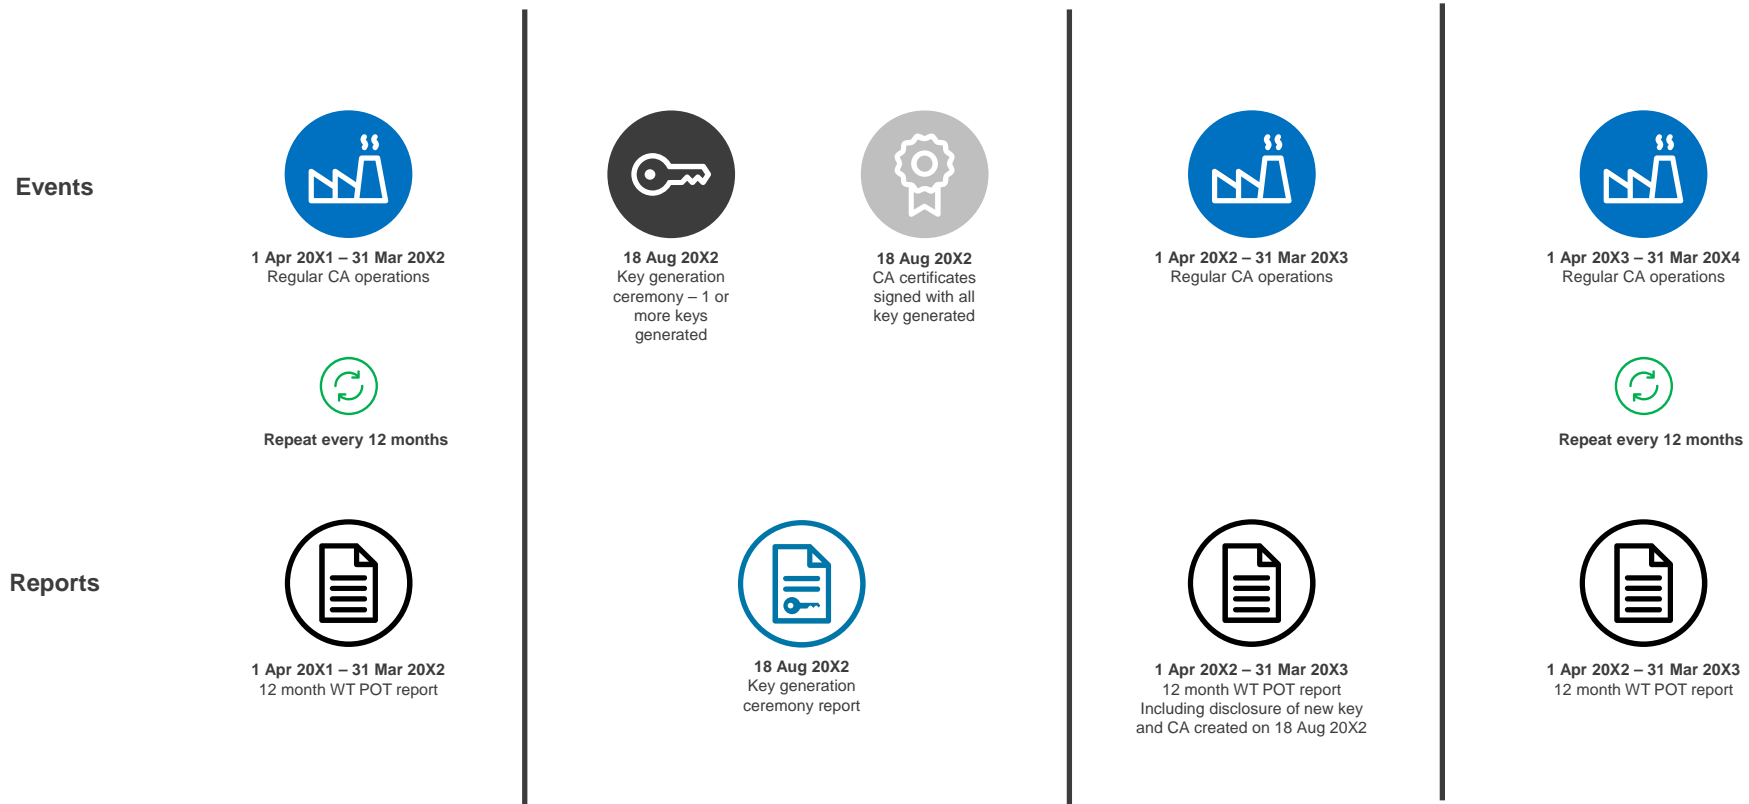 Events
1 Apr 20X1 – 31 Mar 20X2
Regular CA operations
18 Aug 20X2
Key generation
ceremony – 1 or
more keys
generated
18 Aug 20X2
CA certificates
signed with all
key generated
1 Apr 20X2 – 31 Mar 20X3
Regular CA operations
1 Apr 20X3 – 31 Mar 20X4
Regular CA operations
Repeat every 12 months
Repeat every 12 months
Reports
1 Apr 20X1 – 31 Mar 20X2
12 month WT POT report
18 Aug 20X2
Key generation
ceremony report
1 Apr 20X2 – 31 Mar 20X3
12 month WT POT report
Including disclosure of new key
and CA created on 18 Aug 20X2
1 Apr 20X2 – 31 Mar 20X3
12 month WT POT report